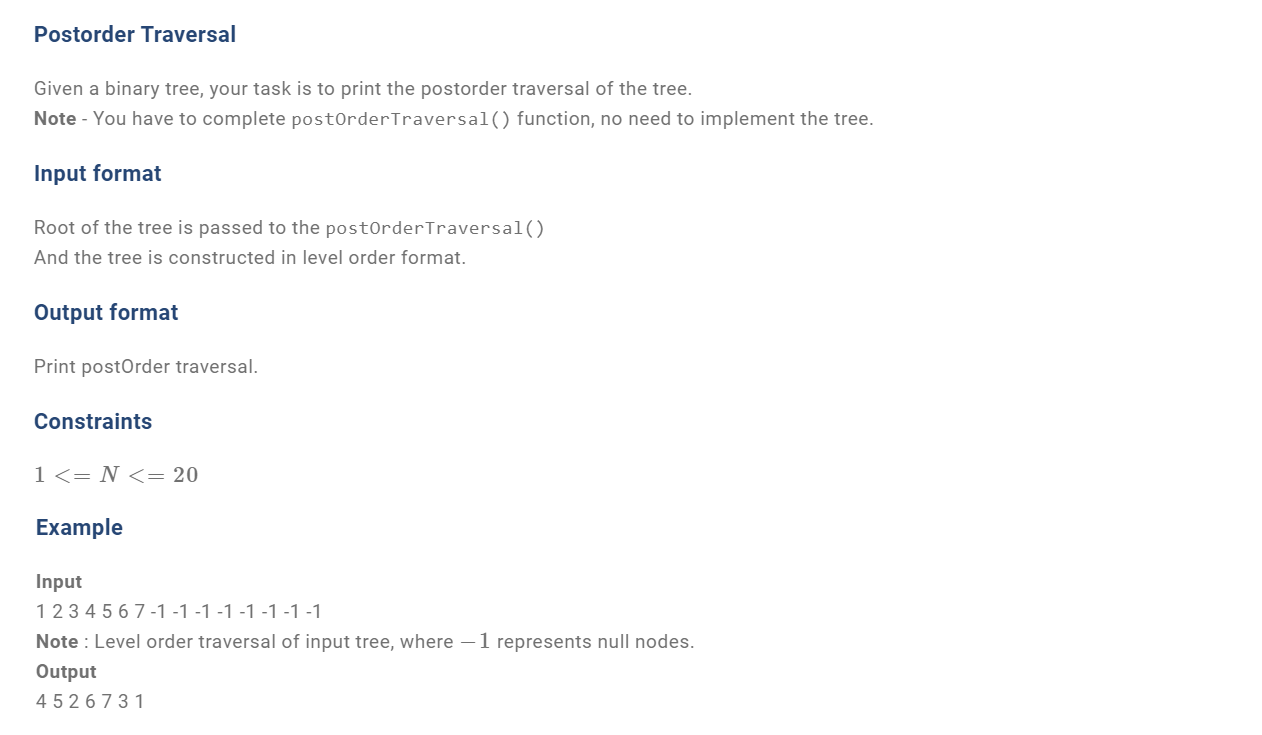 Postorder Traversal
Given a binary tree, your task is to print the postorder traversal of the tree.
Note - You have to complete postOrderTraversal() function, no need to implement the tree.
Input format
Root of the tree is passed to the postOrderTraversal()
And the tree is constructed in level order format.
Output format
Print postOrder traversal.
Constraints
1 <= N <= 20
Example
Input
1 2 3 4 5 6 7 -1 -1 -1 -1 -1 -1 -1 -1
Note : Level order traversal of input tree, where −1 represents null nodes.
Output
4 5 2 6 7 3 1